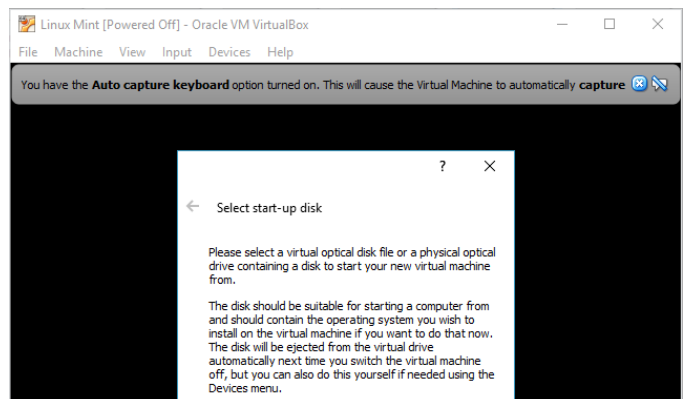 Linux Mint [Powered Off] - Oracle VM VirtualBox
File Machine View Input Devices Help
You have the Auto capture keyboard option turned on. This will cause the Virtual Machine to automatically capture
?
Select start-up disk
Please select a virtual optical disk file or a physical optical
drive containing a disk to start your new virtual machine
from.
The disk should be suitable for starting a computer from
and should contain the operating system you wish to
install on the virtual machine if you want to do that now.
The disk will be ejected from the virtual drive
automatically next time you switch the virtual machine
off, but you can also do this yourself if needed using the
Devices menu.